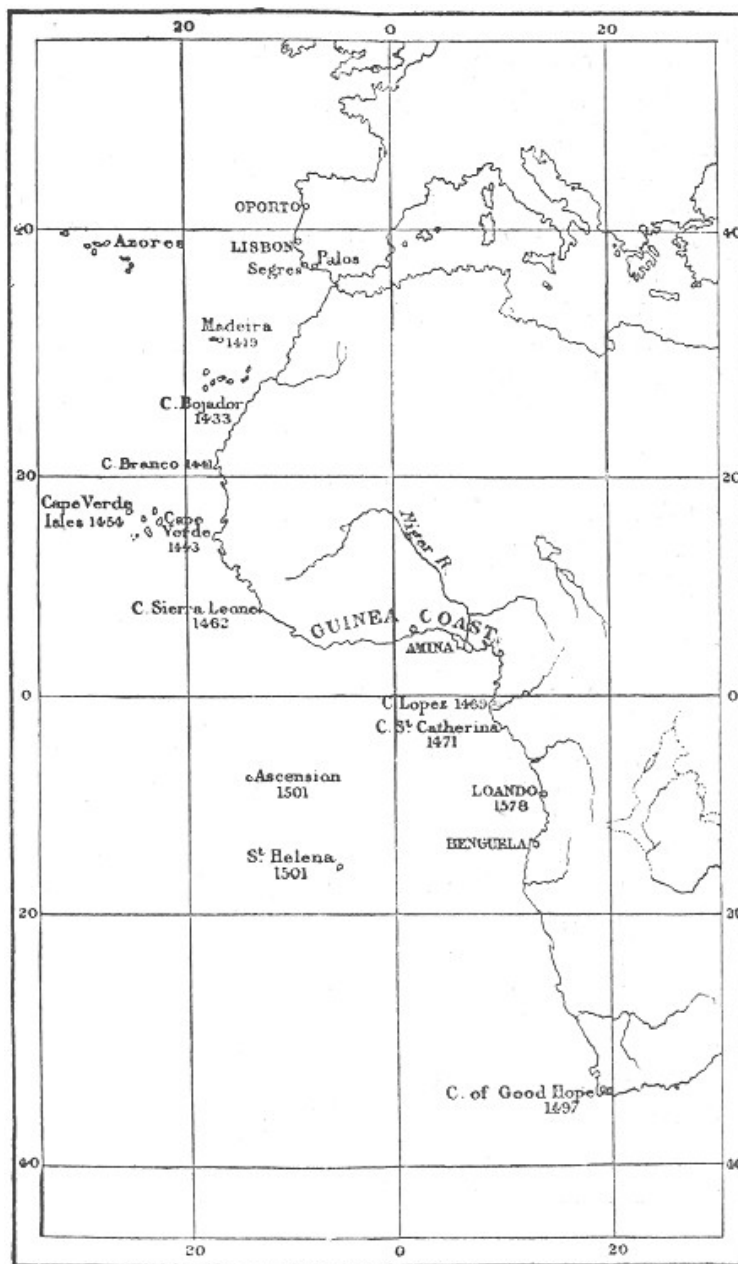 20
0
20
OPORTO
40
40
Azores
LISBON
Palos
Segres
Madeira
1419
C. Bojador
1433
C. Branco 1441
20
20
Cape Verde
Isles 1454
Cape
Verde
1443
Niger R.
C. Sierra Leone
1462
GUINEA COAST
AMINA
0
0
C. Lopez 1469
C. St. Catherina
1471
Ascension
1501
LOANDO
1578
BENGUELA
St. Helena
1501
20
20
C. of Good Hope
1497
40
40
20
0
20